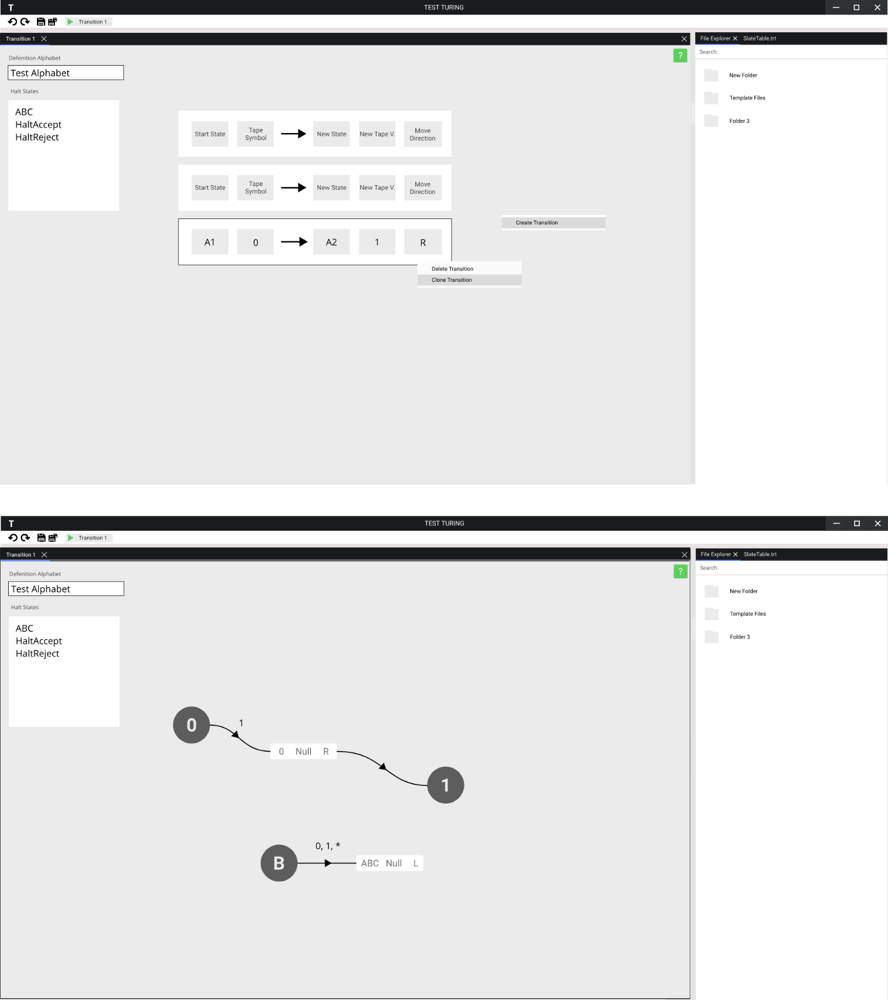 T
TEST TURING
Transition 1
Transition 1
File Explorer
SlateTable.trt
Defenition Alphabet
Test Alphabet
Halt States
ABC
HaltAccept
HaltReject
?
Search:
New Folder
Template Files
Folder 3
Start State
Tape
Symbol
New State
New Tape V.
Move
Direction
Start State
Tape
Symbol
New State
New Tape V.
Move
Direction
A1
0
A2
1
R
Create Transition
Delete Transition
Clone Transition
T
TEST TURING
Transition 1
Transition 1
File Explorer
SlateTable.trt
Defenition Alphabet
Test Alphabet
Halt States
ABC
HaltAccept
HaltReject
?
Search:
New Folder
Template Files
Folder 3
0
1
0 Null R
1
B
0, 1, *
ABC Null L